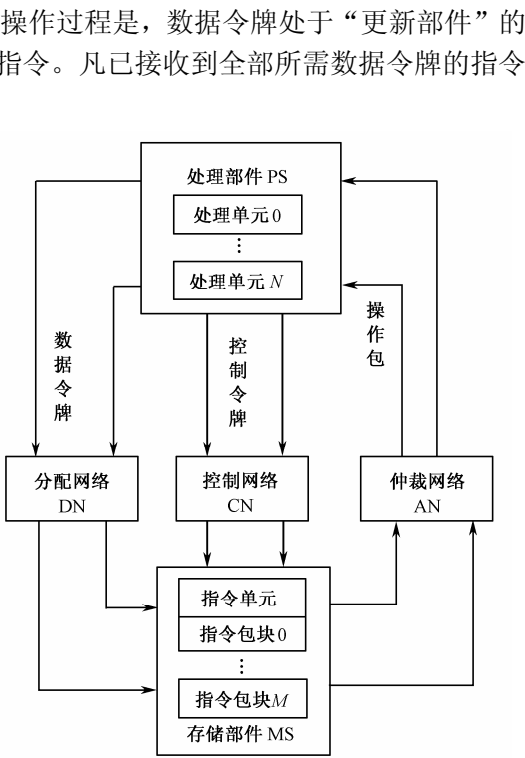 操作过程是，数据令牌处于“更新部件”的
指令。凡已接收到全部所需数据令牌的指令
处理部件 PS
处理单元 0
⋮
处理单元 N
数据令牌
控制令牌
操作包
分配网络
DN
控制网络
CN
仲裁网络
AN
指令单元
指令包块 0
⋮
指令包块 M
存储部件 MS